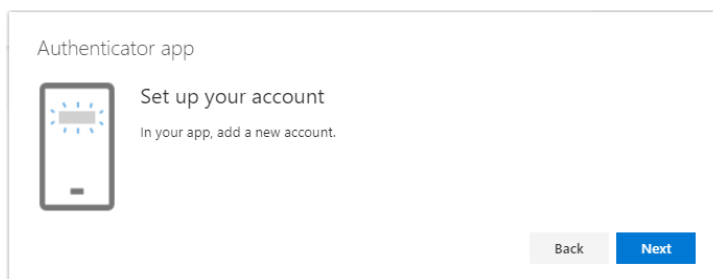 Authenticator app
Set up your account
In your app, add a new account.
Back
Next